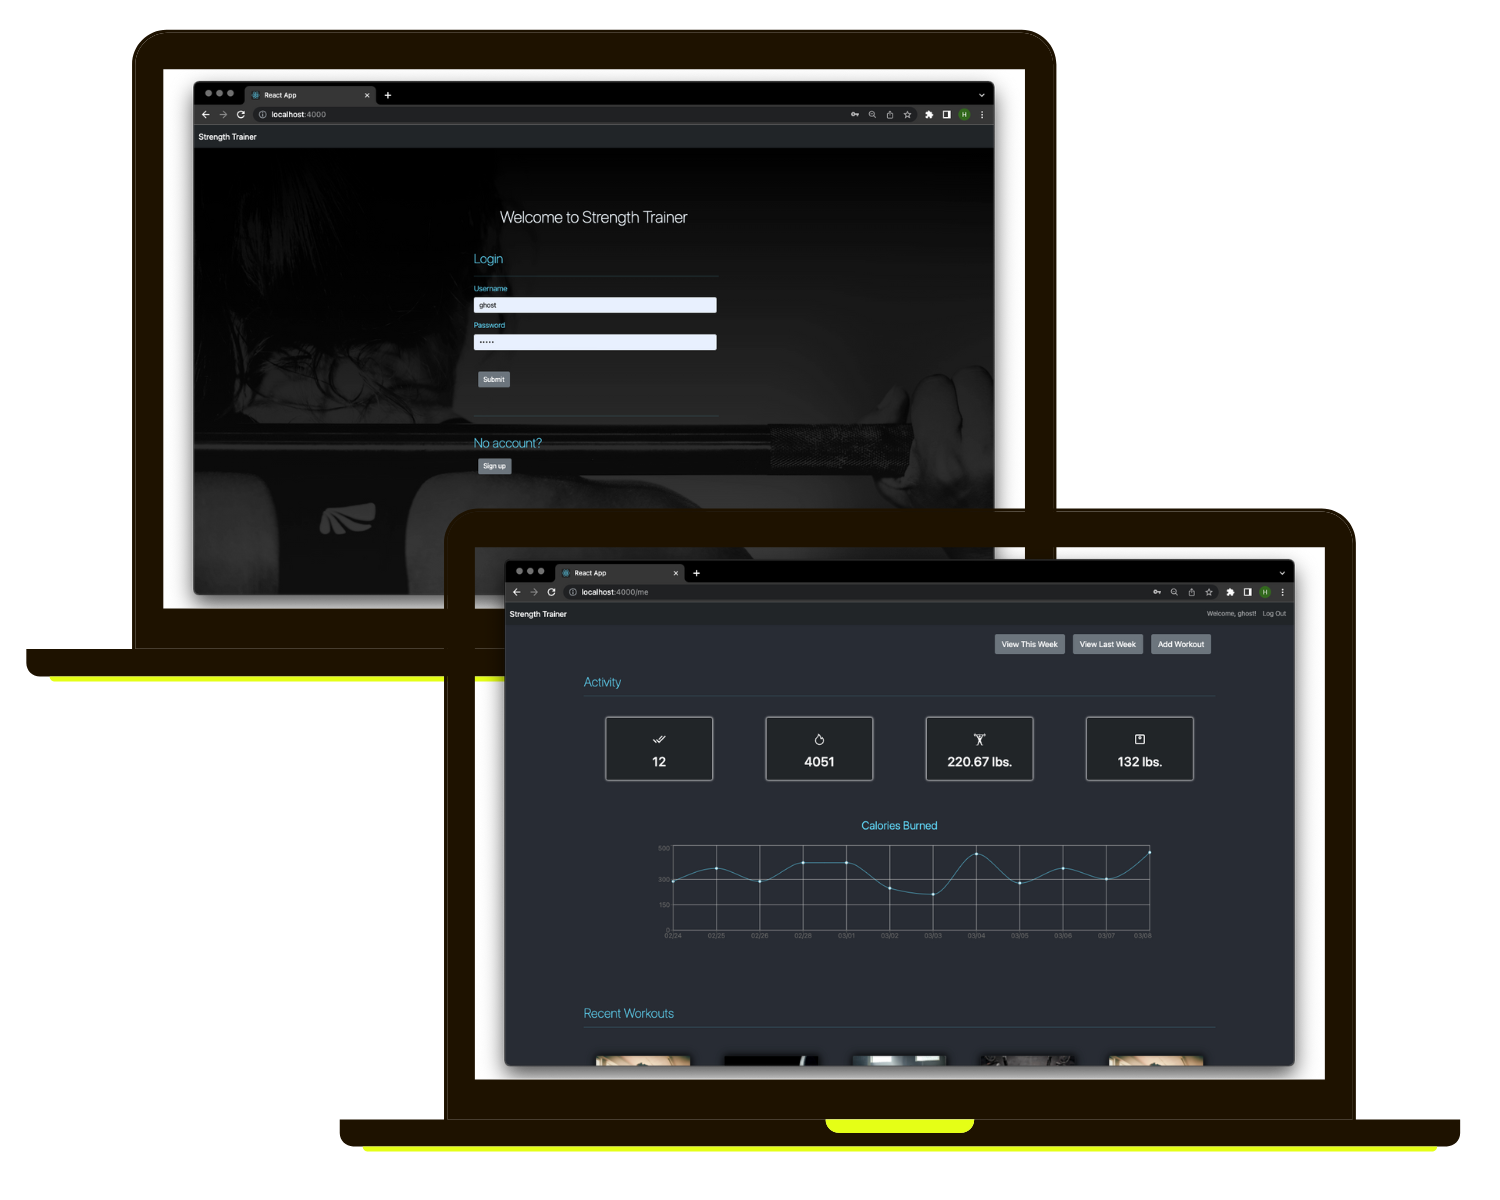 React App
localhost:4000
H
Strength Trainer
Welcome to Strength Trainer
Login
Username
ghost
Password
•••••
Submit
No account?
Sign up
React App
localhost:4000/me
H
Strength Trainer
Welcome, ghost! Log Out
View This Week View Last Week Add Workout
Activity
12 4051 220.67 lbs. 132 lbs.
Calories Burned
500
300
150
0
02/24 02/25 02/26 02/28 03/01 03/02 03/03 03/04 03/05 03/06 03/07 03/08
Recent Workouts